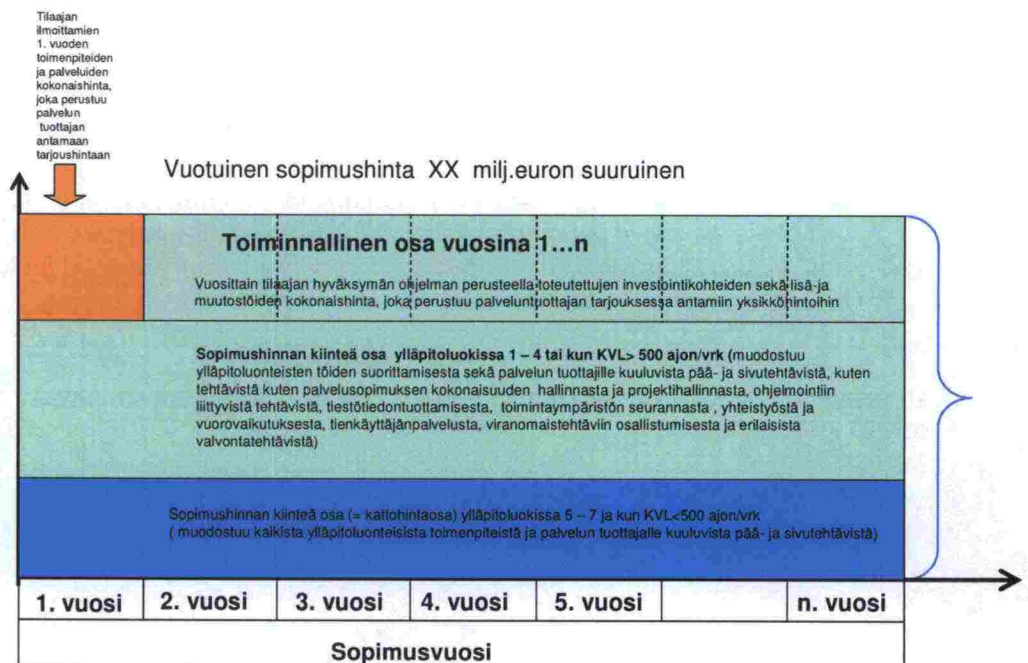 Tilaajan
ilmoittamien
1. vuoden
toimenpiteiden
ja palveluiden
kokonaishinta,
joka perustuu
palvelun
tuottajan
antamaan
tarjoushintaan
Vuotuinen sopimushinta XX milj.euron suuruinen
Toiminnallinen osa vuosina 1...n
Vuosittain tilaajan hyväksymän ohjelman perusteella toteutettujen investointikohteiden sekä lisä-ja
muutostöiden kokonaishinta, joka perustuu palveluntuottajan tarjouksessa antamiin yksikköhintoihin
Sopimushinnan kiinteä osa ylläpitoluokissa 1 – 4 tai kun KVL> 500 ajon/vrk (muodostuu
ylläpitoluonteisten töiden suorittamisesta sekä palvelun tuottajille kuuluvista pää- ja sivutehtävistä, kuten
tehtävistä kuten palvelusopimuksen kokonaisuuden hallinnasta ja projektihallinnasta, ohjelmointiin
liittyvistä tehtävistä, tiestötiedontuottamisesta, toimintaympäristön seurannasta , yhteistyöstä ja
vuorovaikutuksesta, tienkäyttäjänpalvelusta, viranomaistehtäviin osallistumisesta ja erilaisista
valvontatehtävistä)
Sopimushinnan kiinteä osa (= kattohintaosa) ylläpitoluokissa 5 – 7 ja kun KVL<500 ajon/vrk
( muodostuu kaikista ylläpitoluonteisista toimenpiteistä ja palvelun tuottajalle kuuluvista pää- ja sivutehtävistä)
1. vuosi 2. vuosi 3. vuosi 4. vuosi 5. vuosi n. vuosi
Sopimusvuosi